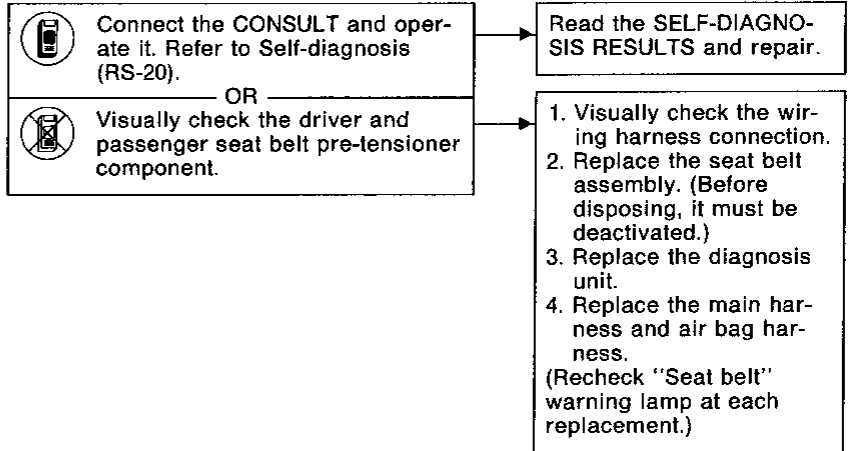 Connect the CONSULT and oper-
ate it. Refer to Self-diagnosis
(RS-20).
Read the SELF-DIAGNO-
SIS RESULTS and repair.
OR
Visually check the driver and
passenger seat belt pre-tensioner
component.
1. Visually check the wir-
ing harness connection.
2. Replace the seat belt
assembly. (Before
disposing, it must be
deactivated.)
3. Replace the diagnosis
unit.
4. Replace the main har-
ness and air bag har-
ness.
(Recheck "Seat belt"
warning lamp at each
replacement.)